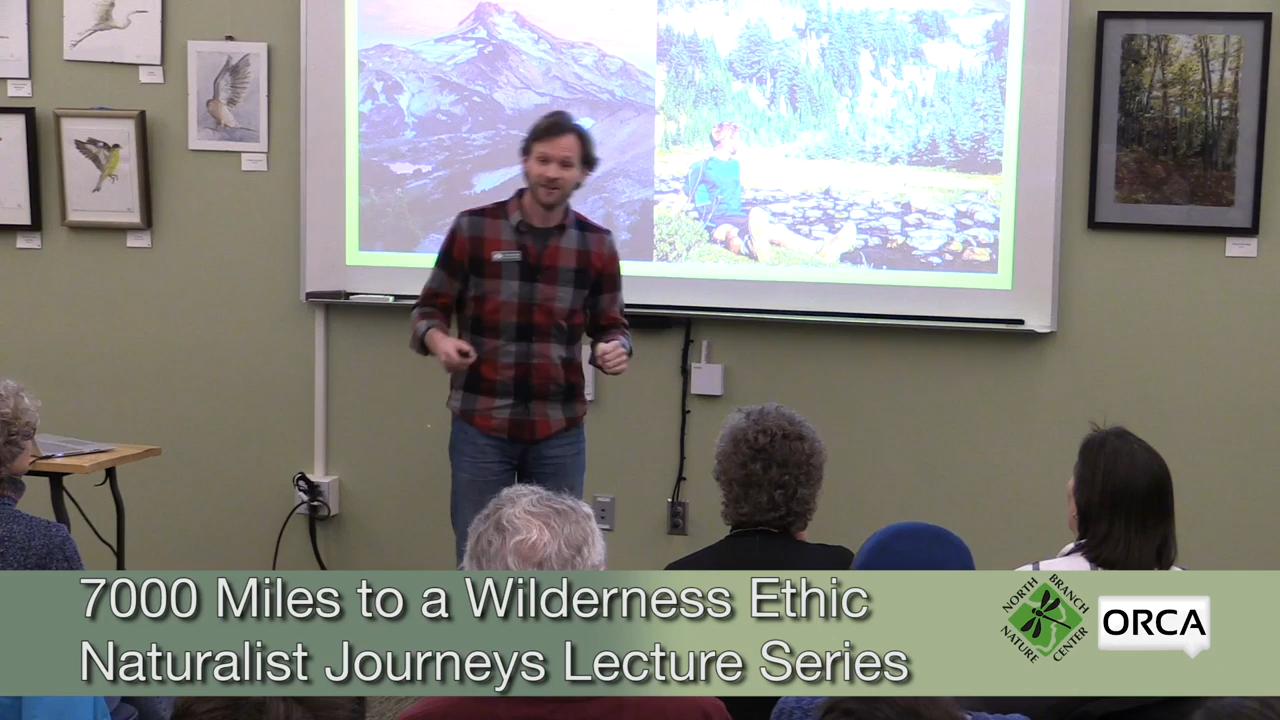 7000 Miles to a Wilderness Ethic
Naturalist Journeys Lecture Series
NORTH
BRANCH
NATURE
CENTER
ORCA